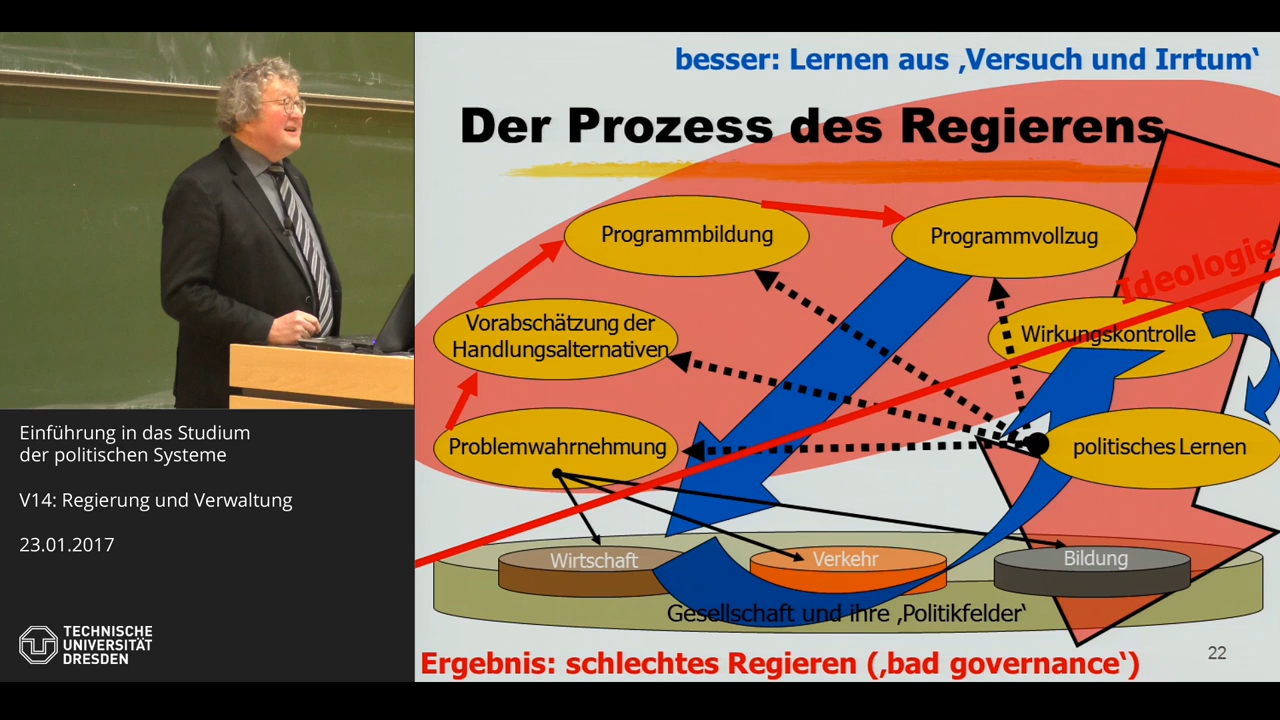 besser: Lernen aus ‚Versuch und Irrtum‘
Der Prozess des Regierens
Programmbildung
Programmvollzug
Ideologie
Vorabschätzung der
Handlungsalternativen
Wirkungskontrolle
Problemwahrnehmung
politisches Lernen
Wirtschaft
Verkehr
Bildung
Gesellschaft und ihre ‚Politikfelder‘
Ergebnis: schlechtes Regieren (‚bad governance‘)
22
Einführung in das Studium
der politischen Systeme
V14: Regierung und Verwaltung
23.01.2017
TECHNISCHE
UNIVERSITÄT
DRESDEN